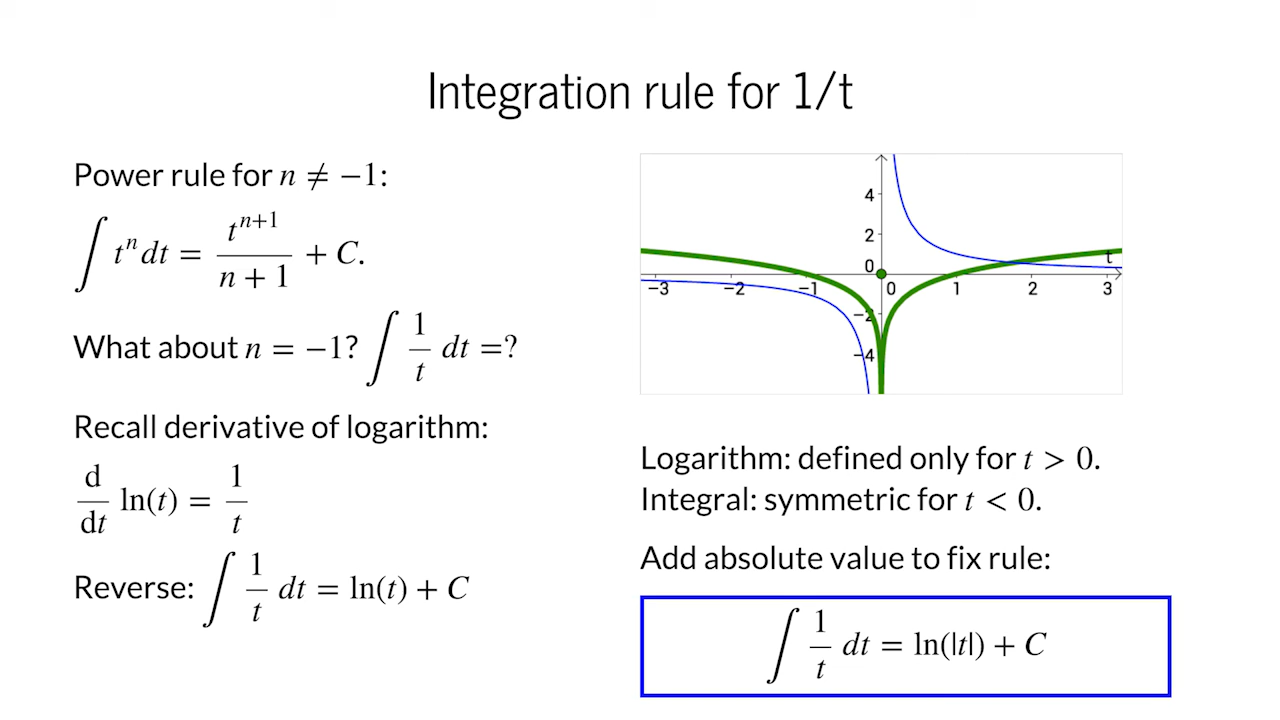 Integration rule for 1/t
Power rule for n ≠ −1:
∫ tⁿ dt = tⁿ⁺¹ / (n + 1) + C.
What about n = −1? ∫ 1/t dt =?
Recall derivative of logarithm:
d/dt ln(t) = 1/t
Reverse: ∫ 1/t dt = ln(t) + C
4
2
0
t
−3 −2 −1 0 1 2 3
−2
−4
Logarithm: defined only for t > 0.
Integral: symmetric for t < 0.
Add absolute value to fix rule:
∫ 1/t dt = ln(|t|) + C